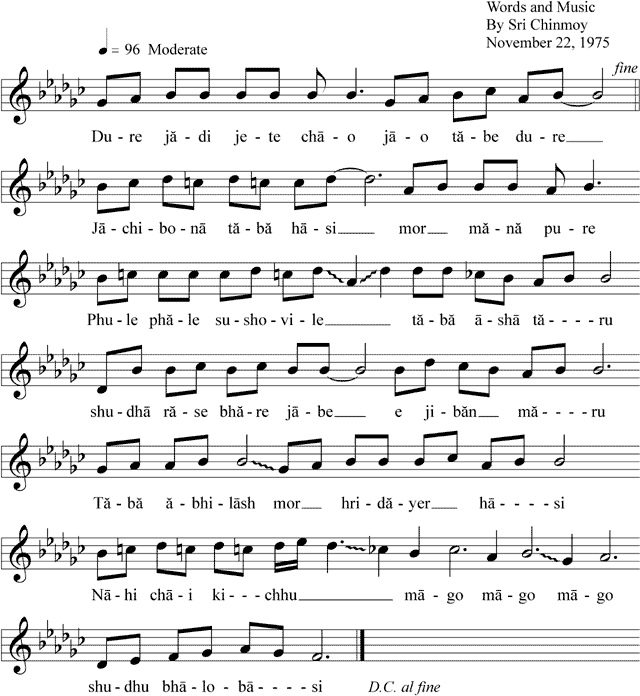 Words and Music
By Sri Chinmoy
November 22, 1975
♩ = 96 Moderate
fine
Du - re jă - di je - te chā - o jā - o tă - be du - re
Jā - chi - bo - nā tă - bă hā - si mor mă - nă pu - re
Phu - le phă - le su - sho - vi - le tă - bă ā - shā tă - - - - - ru
shu - dhā ră - se bhă - re jā - be e ji - băn mă - - - - ru
Tă - bă ă - bhi - lāsh mor hri - dă - yer hā - - - - si
Nā - hi chā - i ki - - - chhu mā - go mā - go mā - go
shu - dhu bhā - lo - bā - - - - si D.C. al fine